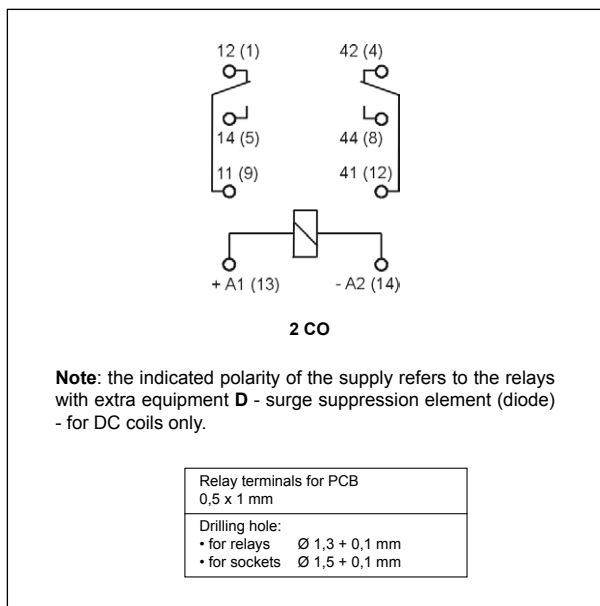 12 (1) 42 (4)
14 (5) 44 (8)
11 (9) 41 (12)
+ A1 (13) - A2 (14)
2 CO
Note: the indicated polarity of the supply refers to the relays
with extra equipment D - surge suppression element (diode)
- for DC coils only.
Relay terminals for PCB
0,5 x 1 mm
Drilling hole:
• for relays Ø 1,3 + 0,1 mm
• for sockets Ø 1,5 + 0,1 mm